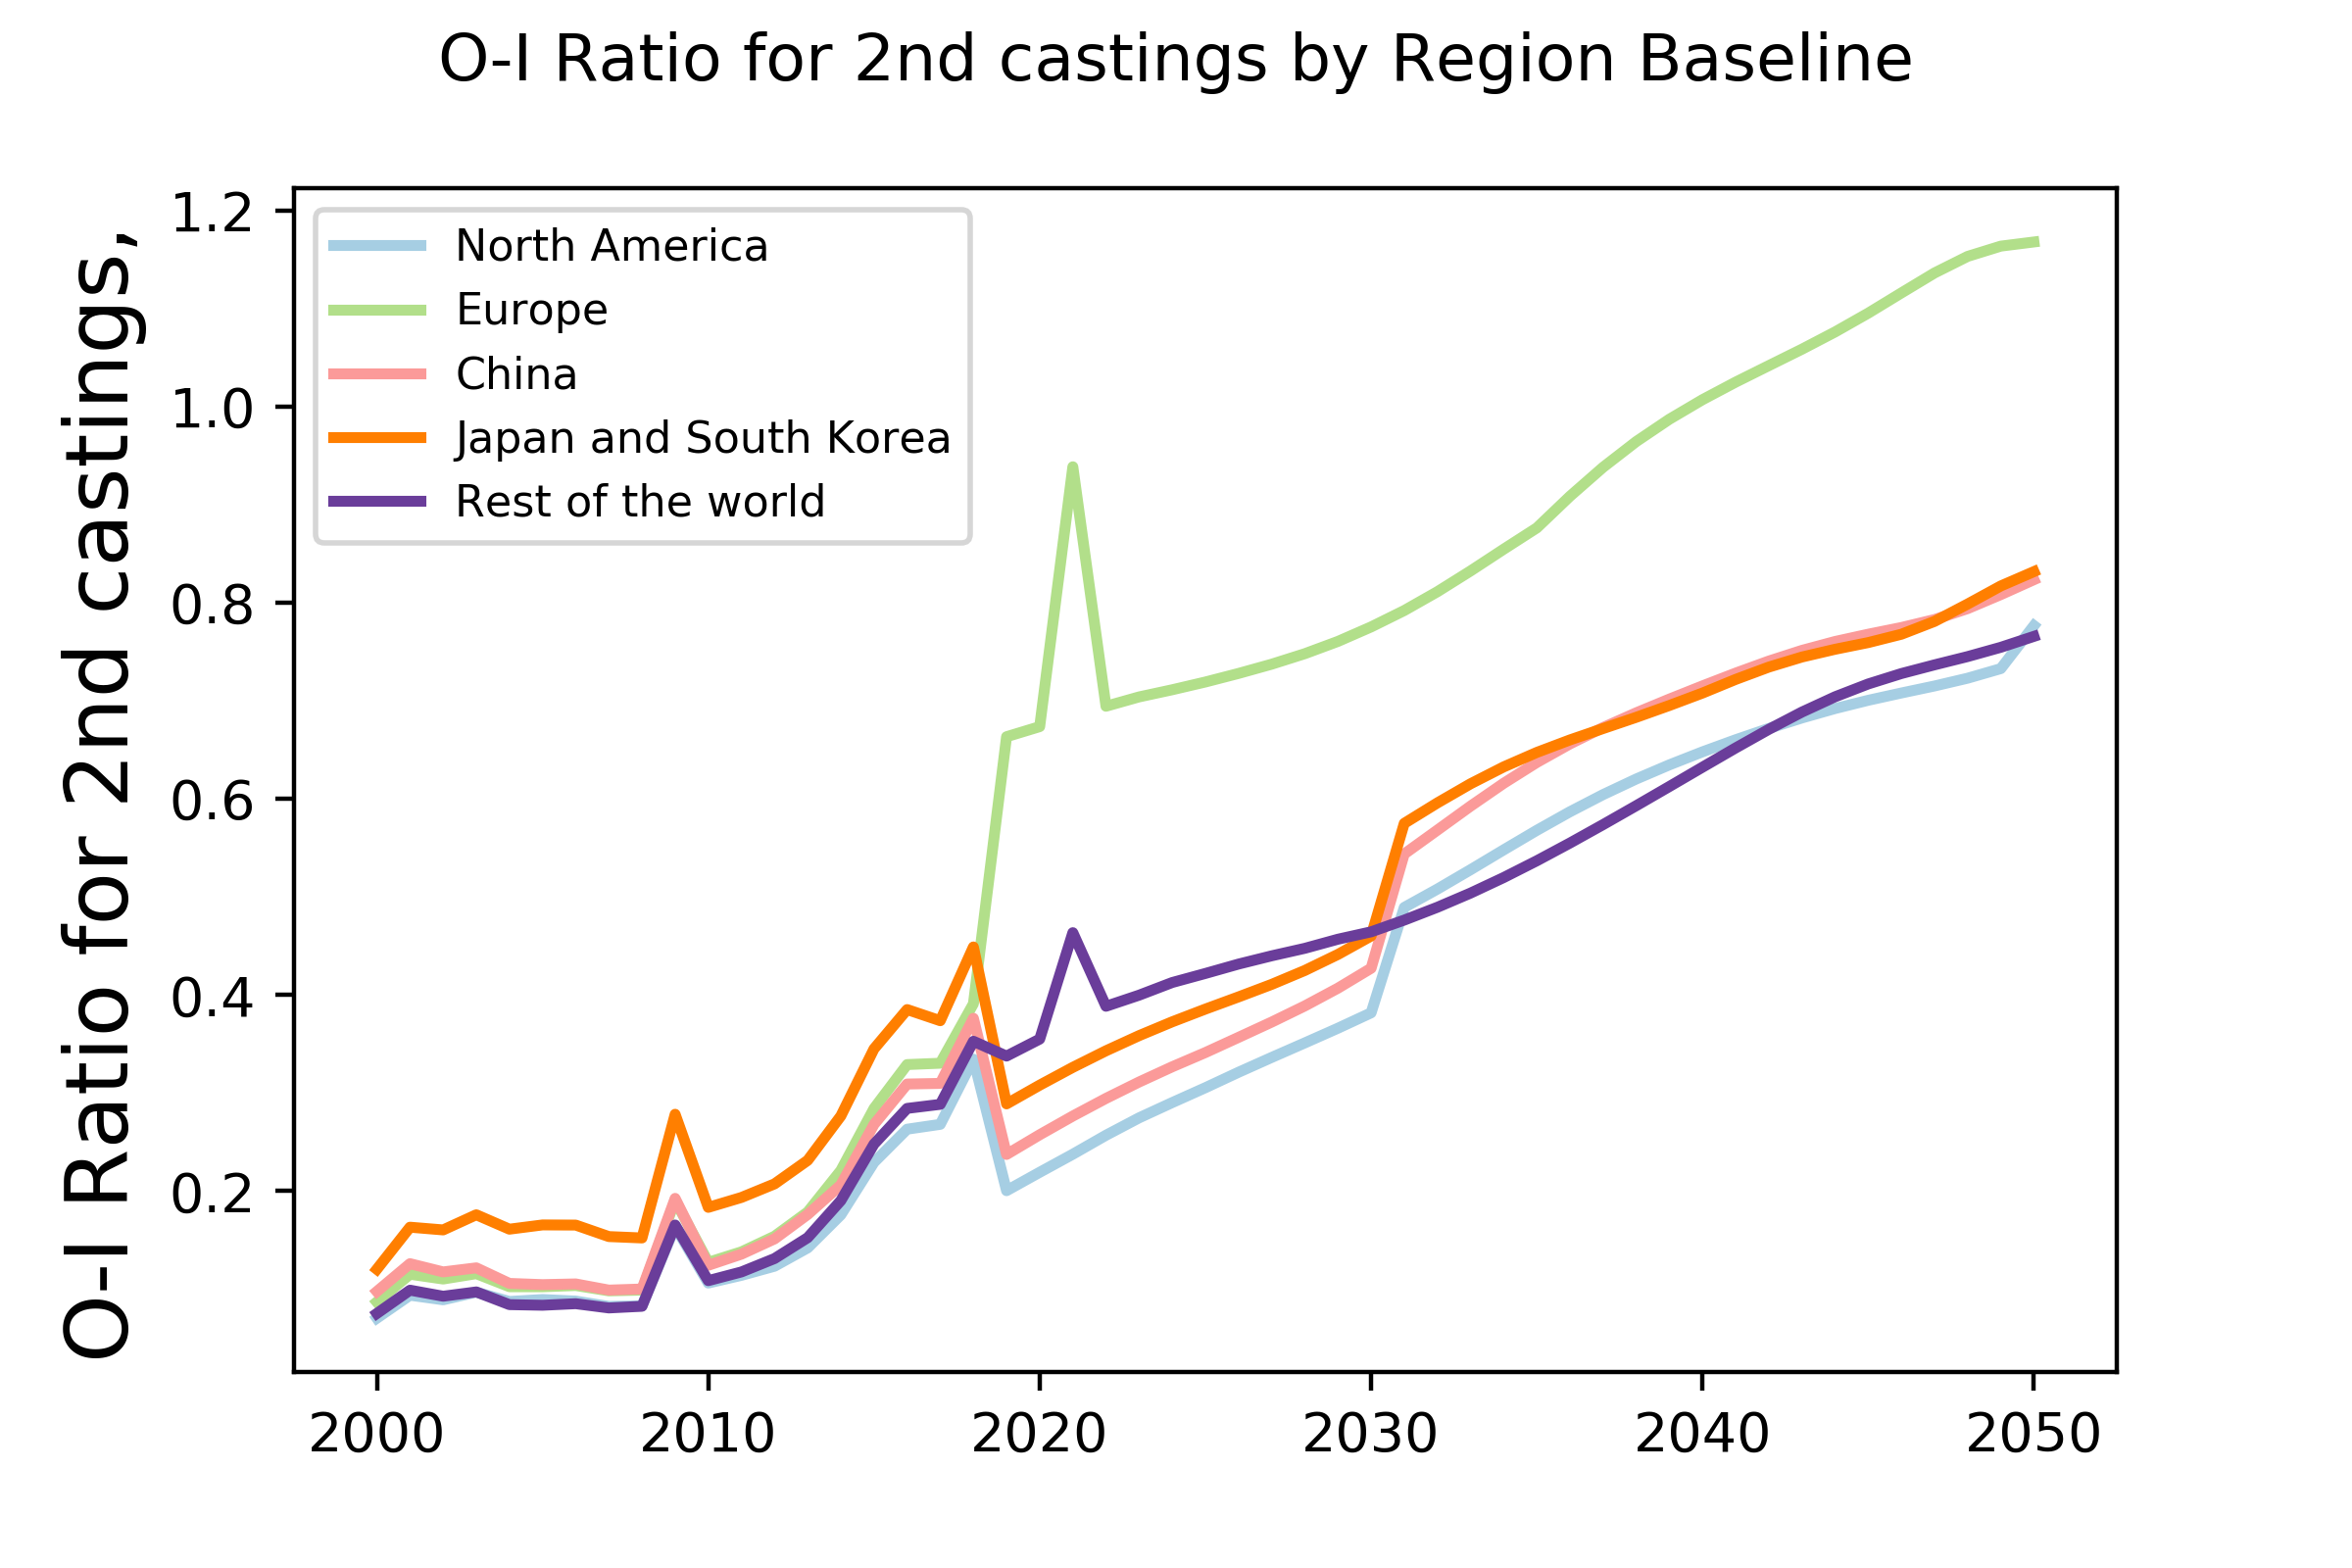 O-I Ratio for 2nd castings by Region Baseline
O-I Ratio for 2nd castings,
1.2
1.0
0.8
0.6
0.4
0.2
North America
Europe
China
Japan and South Korea
Rest of the world
2000
2010
2020
2030
2040
2050